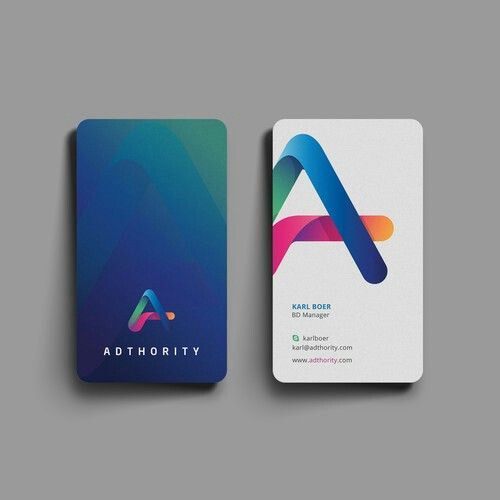 ADTHORITY
KARL BOER
BD Manager
karlboer
karl@adthority.com
www.adthority.com